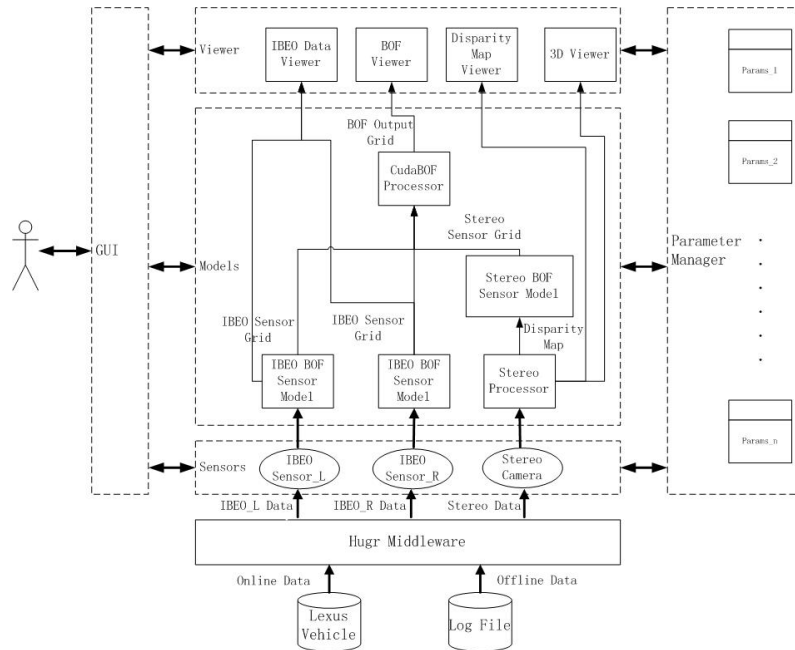 IBEO Data
Viewer
BOF
Viewer
Disparity
Map
Viewer
3D Viewer
Viewer
Params_1
BOF Output
Grid
CudaBOF
Processor
Params_2
Stereo
Sensor Grid
GUI
Models
Stereo BOF
Sensor Model
Parameter
Manager
IBEO Sensor
Grid
IBEO Sensor
Grid
Disparity
Map
IBEO BOF
Sensor
Model
IBEO BOF
Sensor
Model
Stereo
Processor
Params_n
Sensors
IBEO
Sensor_L
IBEO
Sensor_R
Stereo
Camera
IBEO_L Data
IBEO_R Data
Stereo Data
Hugr Middleware
Online Data
Offline Data
Lexus
Vehicle
Log File